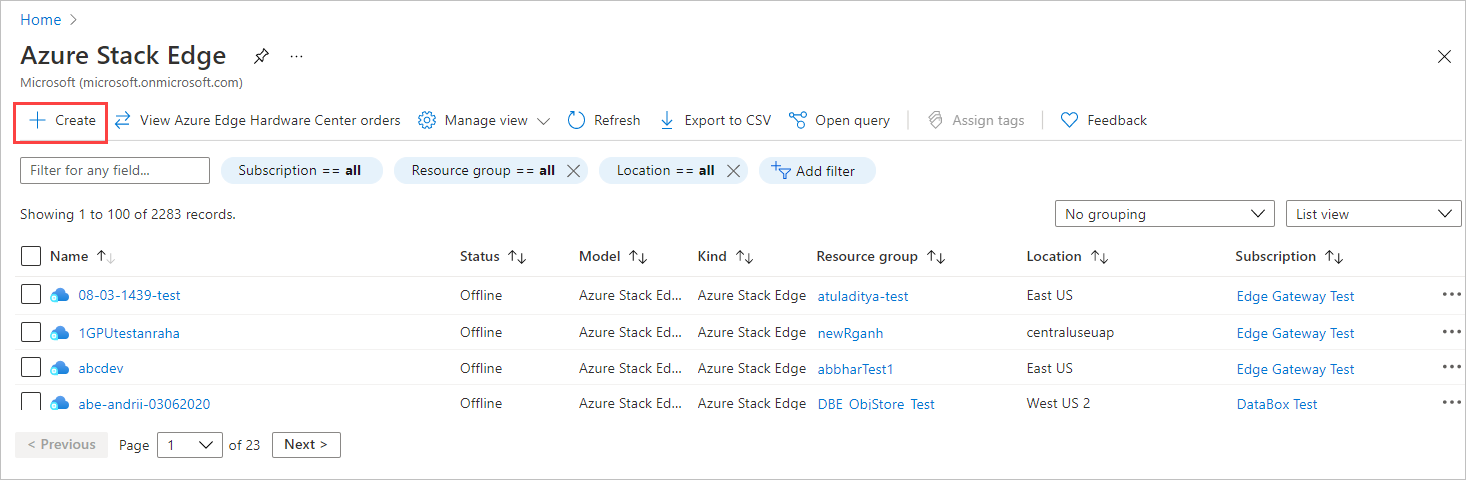 Home >
Azure Stack Edge ...
Microsoft (microsoft.onmicrosoft.com)
+ Create View Azure Edge Hardware Center orders Manage view Refresh Export to CSV Open query Assign tags Feedback
Filter for any field... Subscription == all Resource group == all Location == all Add filter
Showing 1 to 100 of 2283 records. No grouping List view
Name Status Model Kind Resource group Location Subscription
08-03-1439-test Offline Azure Stack Ed... Azure Stack Edge atuladitya-test East US Edge Gateway Test ...
1GPUtestanraha Offline Azure Stack Ed... Azure Stack Edge newRganh centraluseuap Edge Gateway Test ...
abcdev Offline Azure Stack Ed... Azure Stack Edge abbharTest1 East US Edge Gateway Test ...
abe-andrii-03062020 Offline Azure Stack Ed... Azure Stack Edge DBE_ObjStore_Test West US 2 DataBox Test ...
< Previous Page 1 of 23 Next >